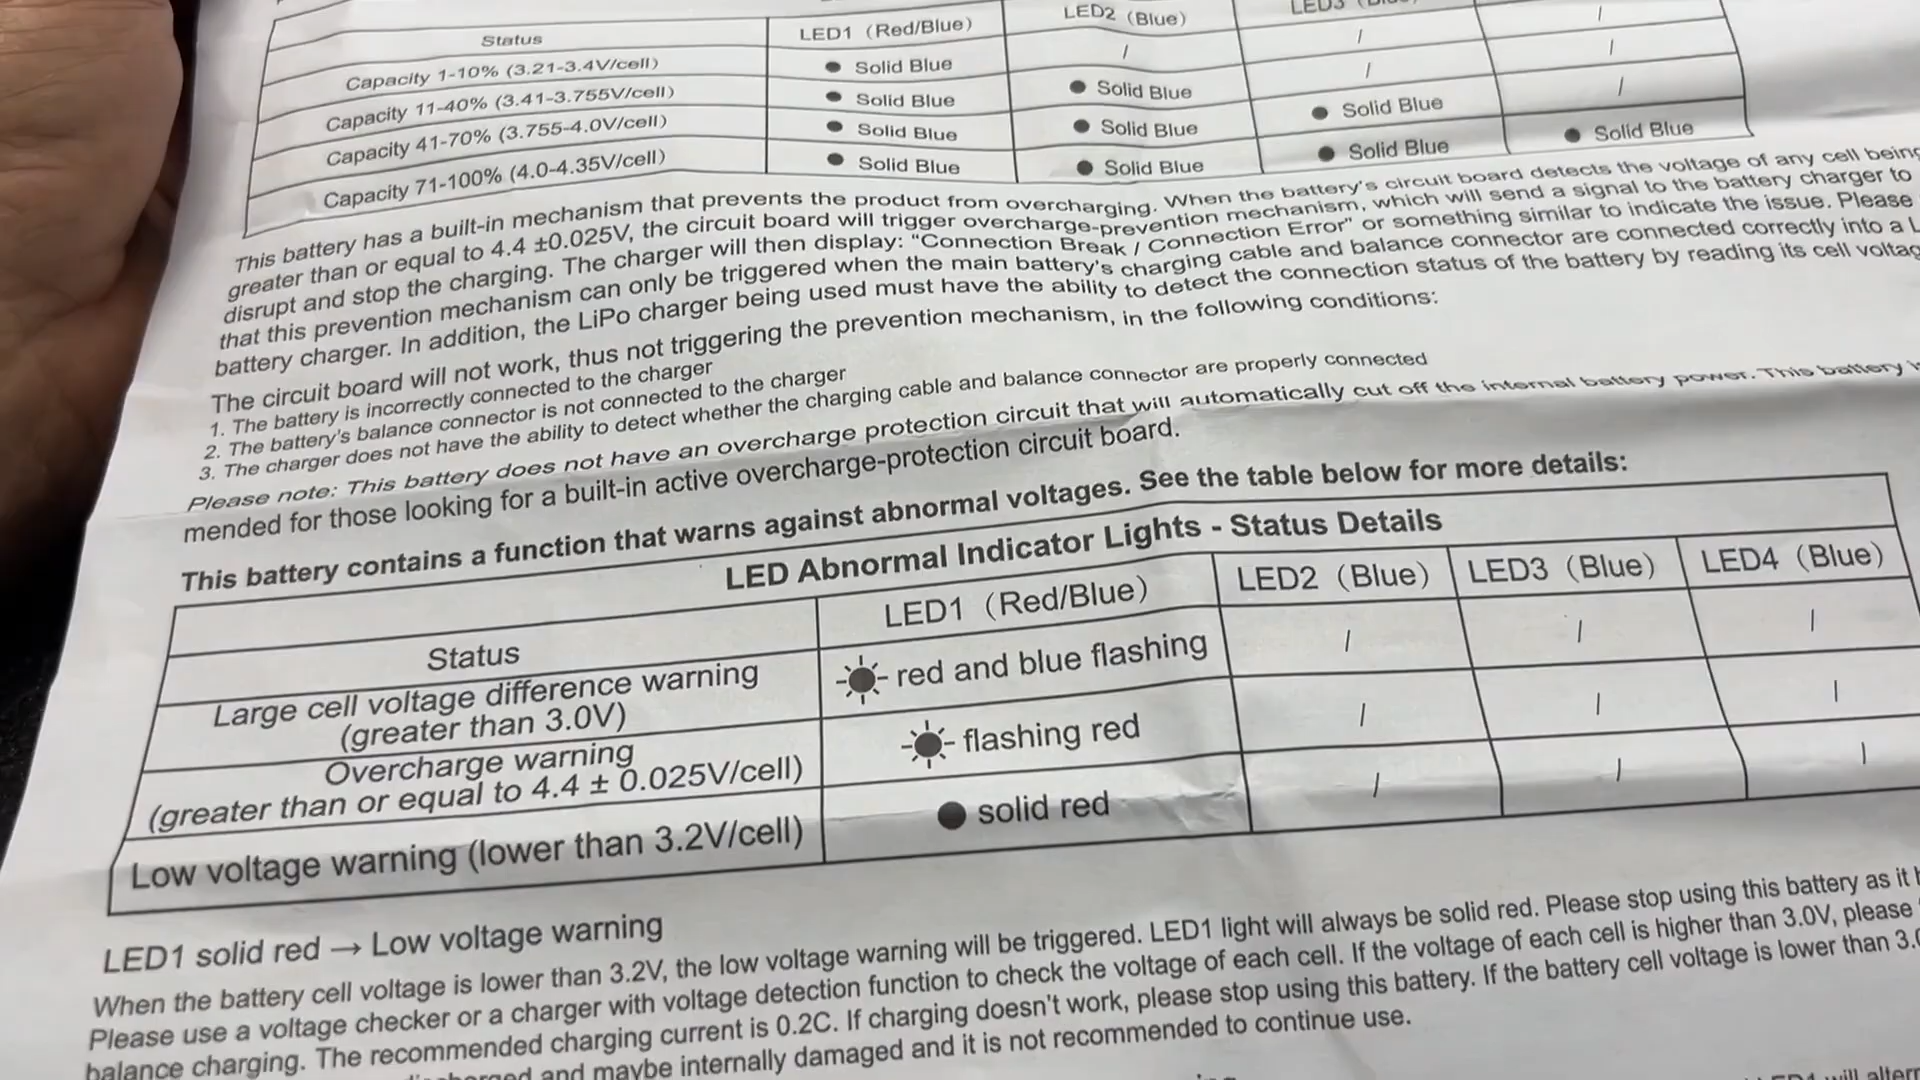 Status LED1 (Red/Blue) LED2 (Blue) LED3
Capacity 1-10% (3.21-3.4V/cell) ● Solid Blue / / /
Capacity 11-40% (3.41-3.755V/cell) ● Solid Blue ● Solid Blue / /
Capacity 41-70% (3.755-4.0V/cell) ● Solid Blue ● Solid Blue ● Solid Blue /
Capacity 71-100% (4.0-4.35V/cell) ● Solid Blue ● Solid Blue ● Solid Blue ● Solid Blue
This battery has a built-in mechanism that prevents the product from overcharging. When the battery's circuit board detects the voltage of any cell being
greater than or equal to 4.4 ±0.025V, the circuit board will trigger overcharge-prevention mechanism, which will send a signal to the battery charger to
disrupt and stop the charging. The charger will then display: "Connection Break / Connection Error" or something similar to indicate the issue. Please
that this prevention mechanism can only be triggered when the main battery's charging cable and balance connector are connected correctly into a
battery charger. In addition, the LiPo charger being used must have the ability to detect the connection status of the battery by reading its cell
The circuit board will not work, thus not triggering the prevention mechanism, in the following conditions:
1. The battery is incorrectly connected to the charger
2. The battery's balance connector is not connected to the charger
3. The charger does not have the ability to detect whether the charging cable and balance connector are properly connected
Please note: This battery does not have an overcharge protection circuit that will automatically cut off the internal battery power. This battery
mended for those looking for a built-in active overcharge-protection circuit board.
This battery contains a function that warns against abnormal voltages. See the table below for more details:
LED Abnormal Indicator Lights - Status Details
Status LED1 (Red/Blue) LED2 (Blue) LED3 (Blue) LED4 (Blue)
Large cell voltage difference warning
(greater than 3.0V) red and blue flashing / / /
Overcharge warning
(greater than or equal to 4.4 ± 0.025V/cell) flashing red / / /
Low voltage warning (lower than 3.2V/cell) ● solid red / / /
LED1 solid red → Low voltage warning
When the battery cell voltage is lower than 3.2V, the low voltage warning will be triggered. LED1 light will always be solid red. Please stop using this battery as it
Please use a voltage checker or a charger with voltage detection function to check the voltage of each cell. If the voltage of each cell is higher than 3.0V, please
balance charging. The recommended charging current is 0.2C. If charging doesn't work, please stop using this battery. If the battery cell voltage is lower than
and maybe internally damaged and it is not recommended to continue use.
LED1 will